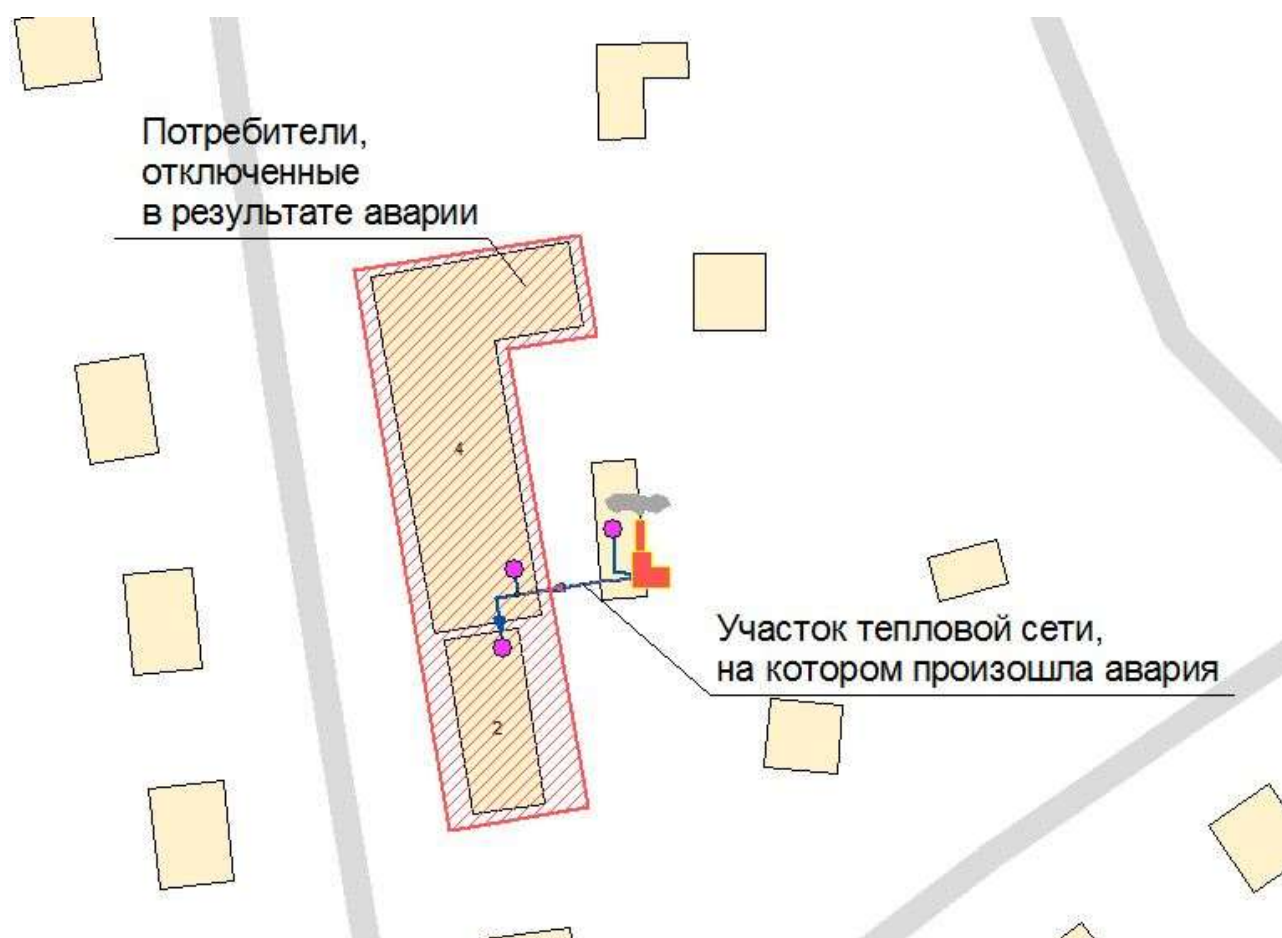 Потребители,
отключенные
в результате аварии
4
Участок тепловой сети,
на котором произошла авария
2